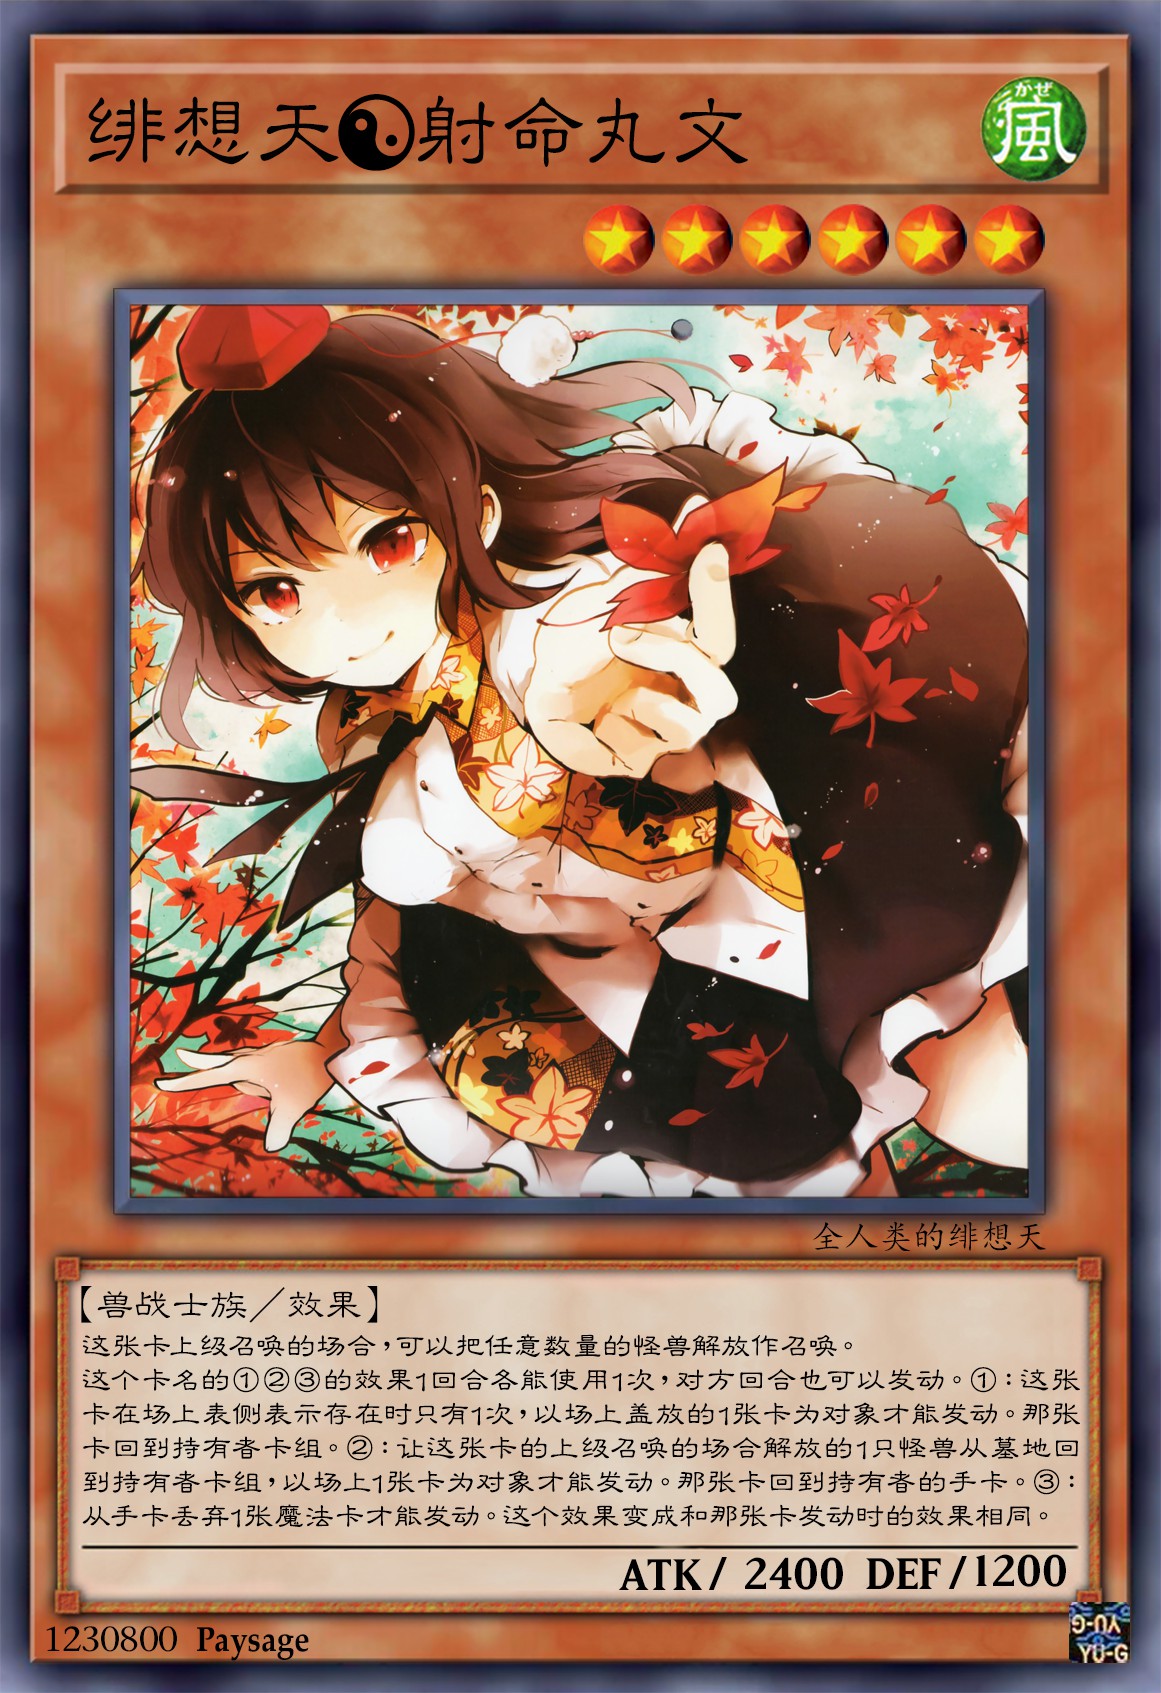 绯想天☯射命丸文
かぜ
風
全人类的绯想天
【兽战士族／效果】
这张卡上级召唤的场合，可以把任意数量的怪兽解放作召唤。
这个卡名的①②③的效果1回合各能使用1次，对方回合也可以发动。①：这张
卡在场上表侧表示存在时只有1次，以场上盖放的1张卡为对象才能发动。那张
卡回到持有者卡组。②：让这张卡的上级召唤的场合解放的1只怪兽从墓地回
到持有者卡组，以场上1张卡为对象才能发动。那张卡回到持有者的手卡。③：
从手卡丢弃1张魔法卡才能发动。这个效果变成和那张卡发动时的效果相同。
ATK/ 2400 DEF/1200
1230800 Paysage
YU-G
YU-G